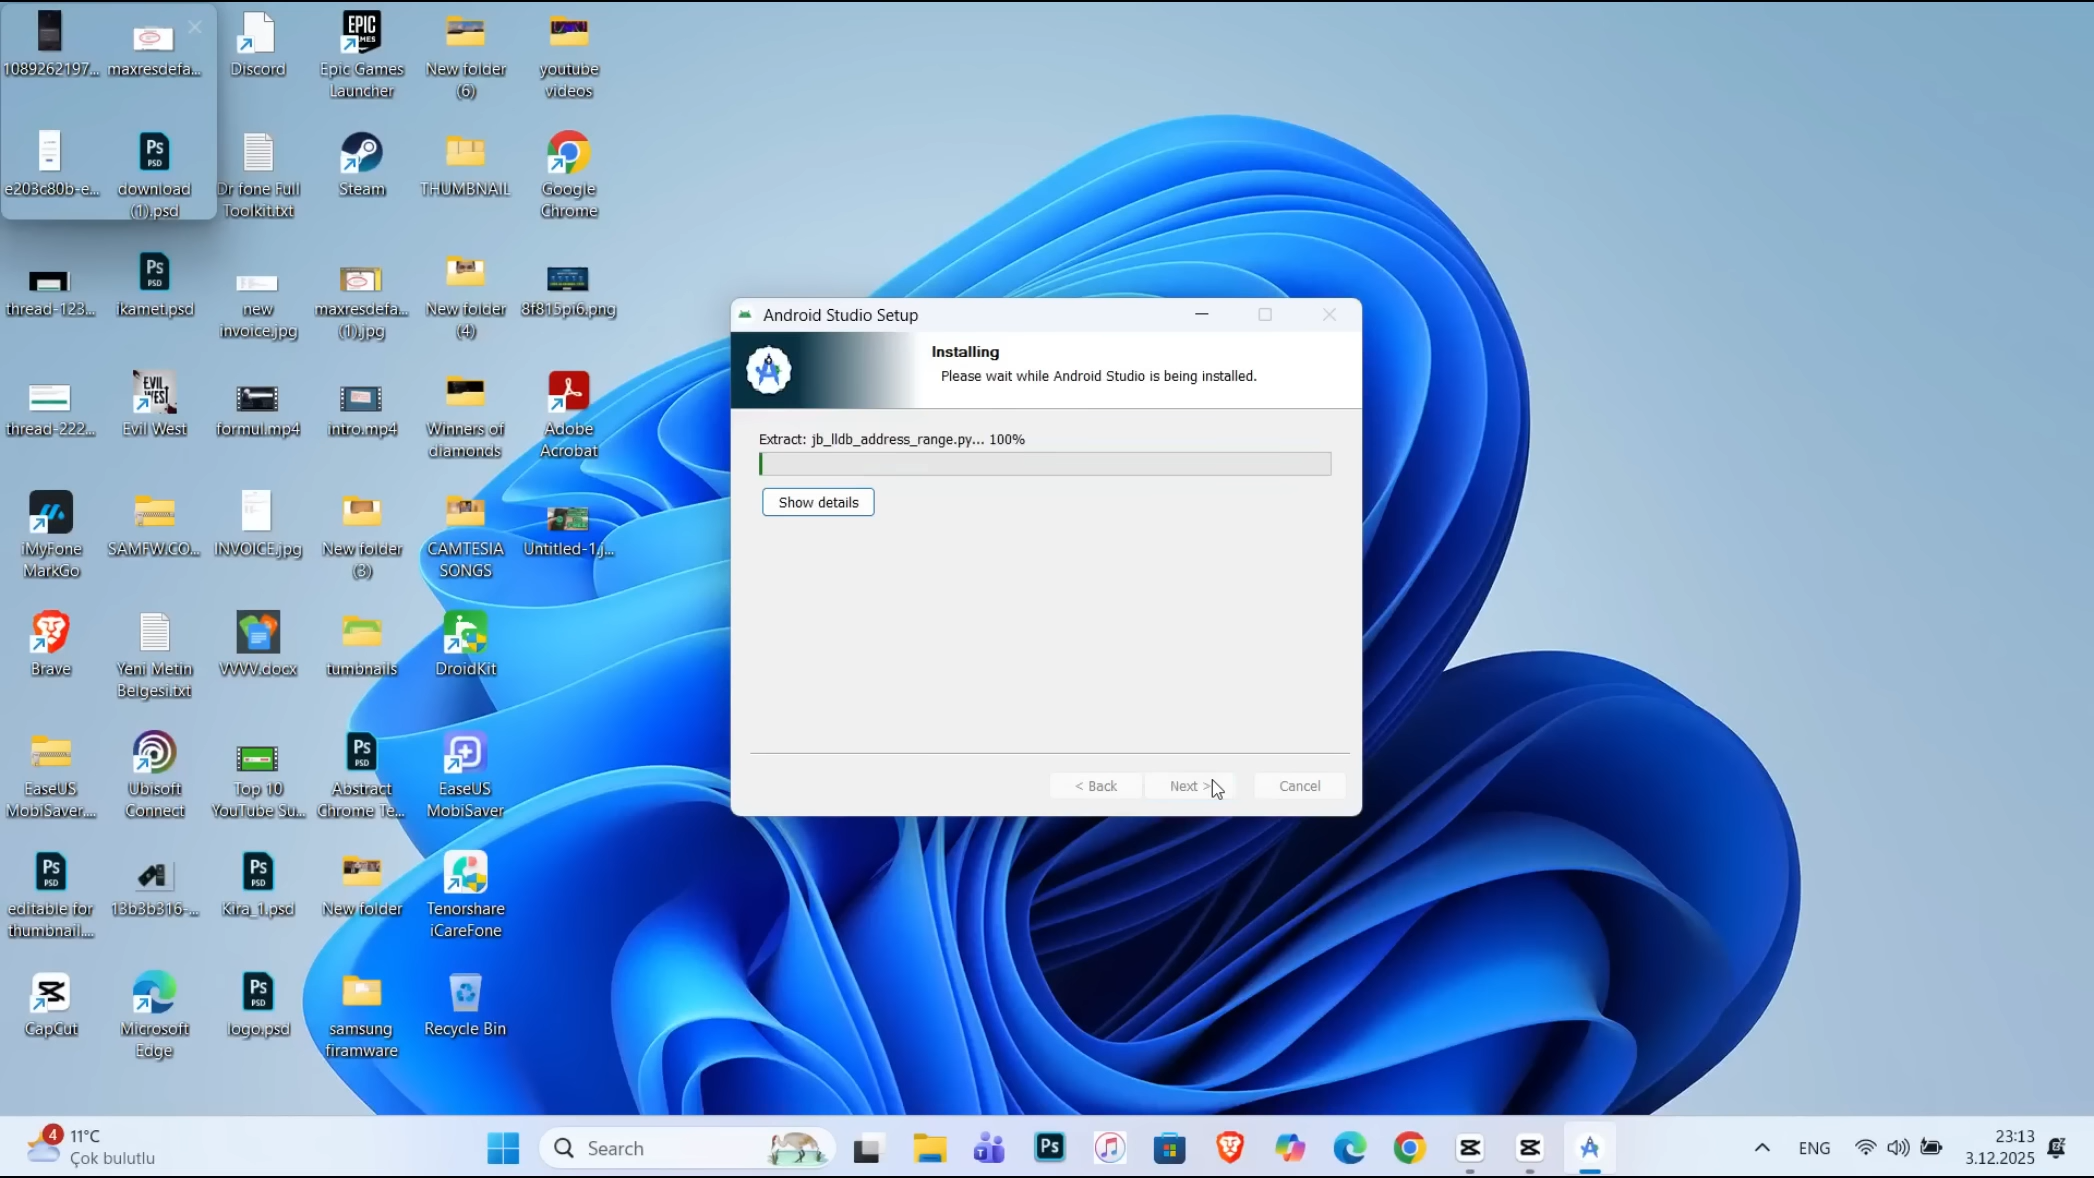 1089262197...
maxresdefa...
Discord
Epic Games
Launcher
New folder
(6)
youtube
videos
e203c80b-e...
download
(1).psd
Dr fone Full
Toolkit.txt
Steam
THUMBNAIL
Google
Chrome
thread-123...
ikamet.psd
new
invoice.jpg
maxresdefa...
(1).jpg
New folder
(4)
8f815pi6.png
thread-222...
Evil West
formul.mp4
intro.mp4
Winners of
diamonds
Adobe
Acrobat
iMyFone
MarkGo
SAMFW.CO...
INVOICE.jpg
New folder
(3)
CAMTESIA
SONGS
Untitled-1.j...
Brave
Yeni Metin
Belgesi.txt
VVVV.docx
tumbnails
DroidKit
EaseUS
MobiSaver....
Ubisoft
Connect
Top 10
YouTube Su...
Abstract
Chrome Te...
EaseUS
MobiSaver
editable for
thumbnail....
13b3b316-...
Kira_1.psd
New folder
Tenorshare
iCareFone
CapCut
Microsoft
Edge
logo.psd
samsung
firamware
Recycle Bin
Android Studio Setup
Installing
Please wait while Android Studio is being installed.
Extract: jb_lldb_address_range.py... 100%
Show details
< Back
Next >
Cancel
4
11°C
Çok bulutlu
Search
ENG
23:13
3.12.2025